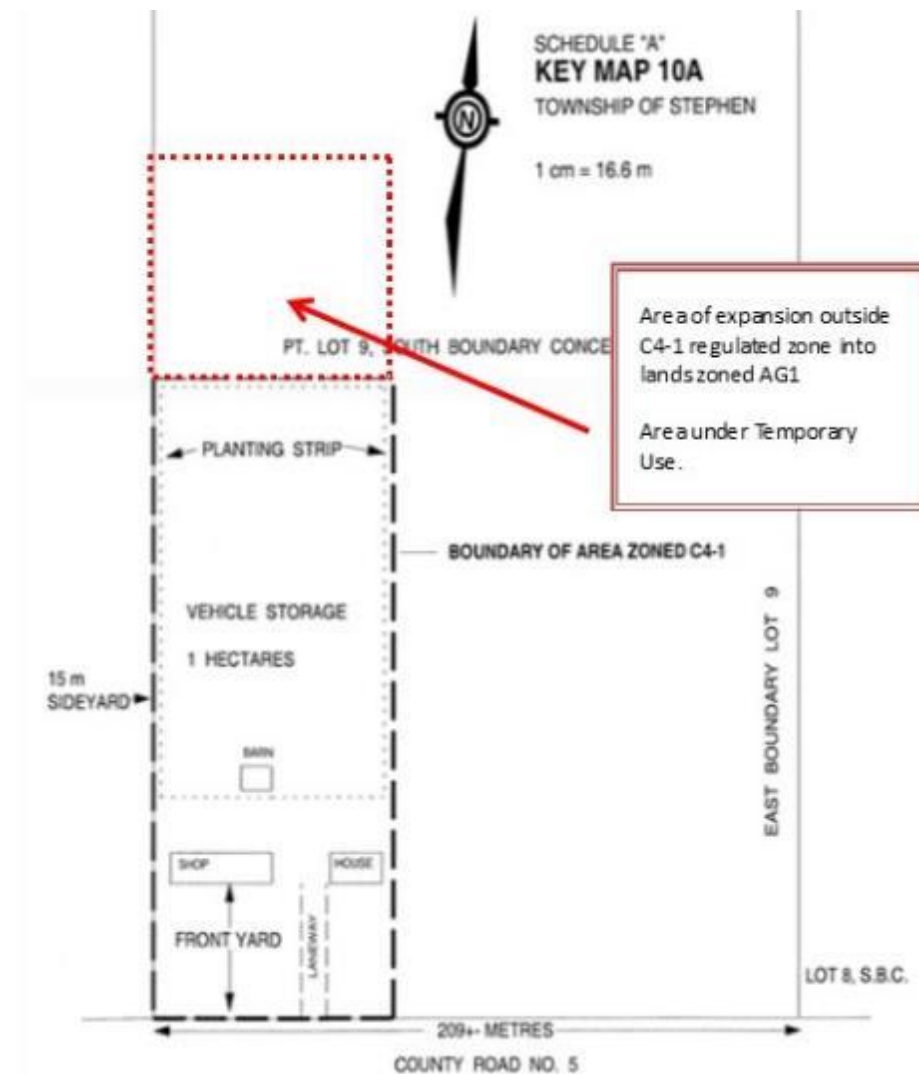 SCHEDULE "A"
KEY MAP 10A
TOWNSHIP OF STEPHEN
N
1 cm = 16.6 m
Area of expansion outside
C4-1 regulated zone into
lands zoned AG1
Area under Temporary
Use.
PT. LOT 9, SOUTH BOUNDARY CONCE
PLANTING STRIP
BOUNDARY OF AREA ZONED C4-1
VEHICLE STORAGE
1 HECTARES
15 m
SIDEYARD
EAST BOUNDARY LOT 9
BARN
SHOP
HOUSE
FRONT YARD
LANEWAY
LOT 8, S.B.C.
209+- METRES
COUNTY ROAD NO. 5